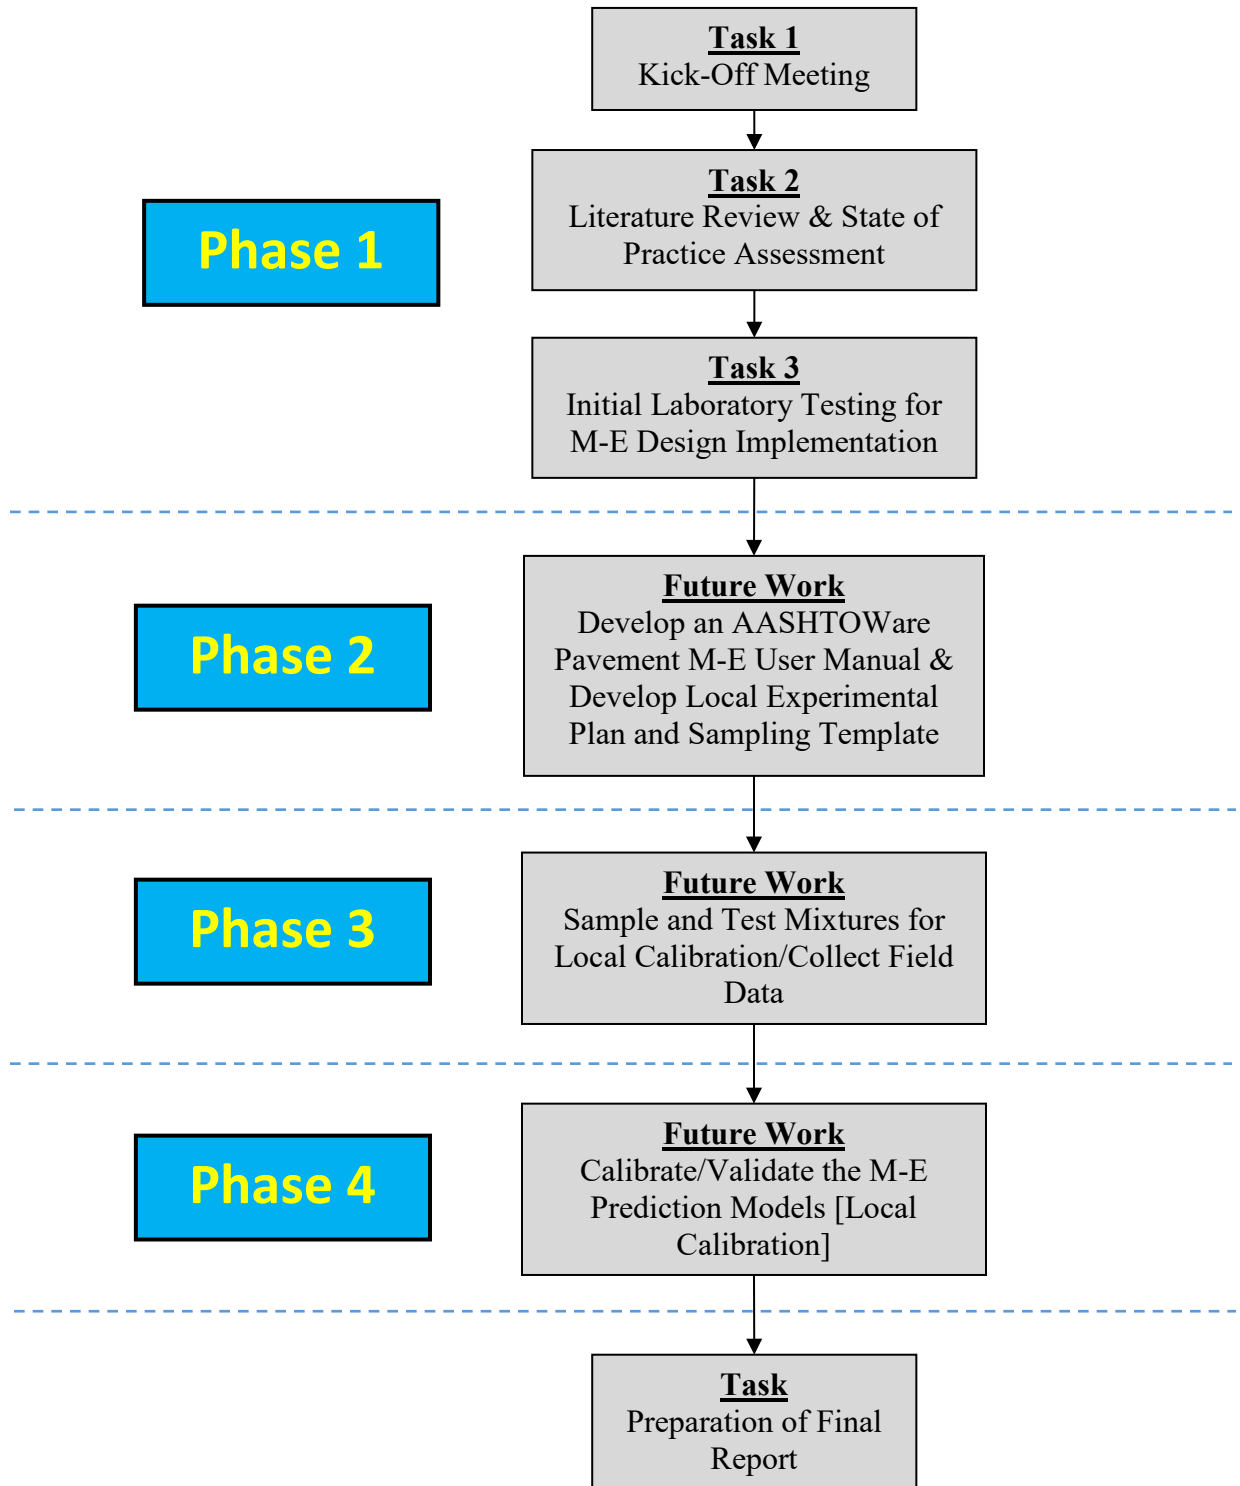 Task 1
Kick-Off Meeting
Phase 1
Task 2
Literature Review & State of
Practice Assessment
Task 3
Initial Laboratory Testing for
M-E Design Implementation
Phase 2
Future Work
Develop an AASHTOWare
Pavement M-E User Manual &
Develop Local Experimental
Plan and Sampling Template
Phase 3
Future Work
Sample and Test Mixtures for
Local Calibration/Collect Field
Data
Phase 4
Future Work
Calibrate/Validate the M-E
Prediction Models [Local
Calibration]
Task
Preparation of Final
Report